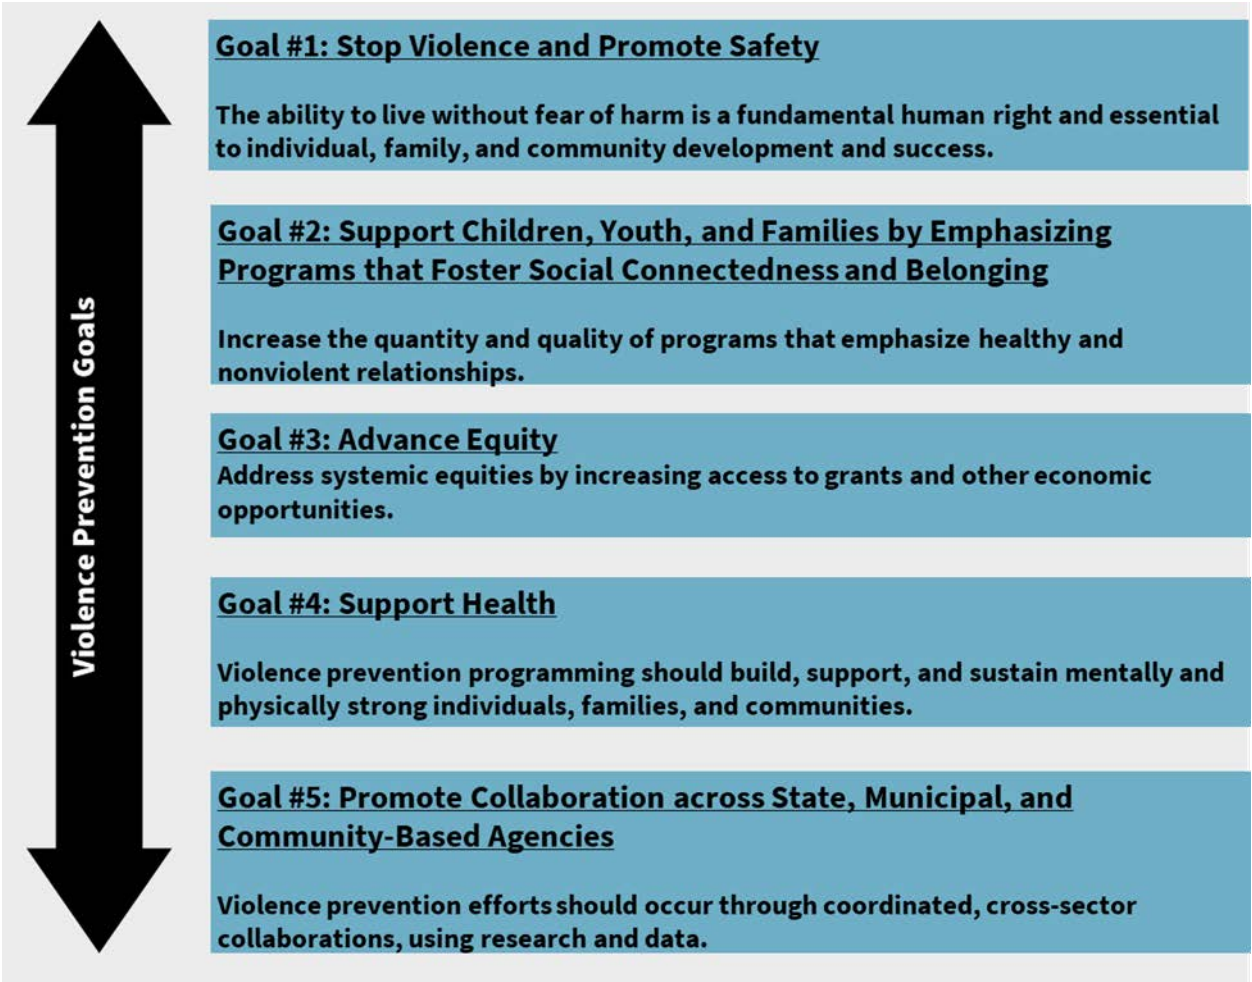 Violence Prevention Goals
Goal #1: Stop Violence and Promote Safety
The ability to live without fear of harm is a fundamental human right and essential
to individual, family, and community development and success.
Goal #2: Support Children, Youth, and Families by Emphasizing
Programs that Foster Social Connectedness and Belonging
Increase the quantity and quality of programs that emphasize healthy and
nonviolent relationships.
Goal #3: Advance Equity
Address systemic equities by increasing access to grants and other economic
opportunities.
Goal #4: Support Health
Violence prevention programming should build, support, and sustain mentally and
physically strong individuals, families, and communities.
Goal #5: Promote Collaboration across State, Municipal, and
Community-Based Agencies
Violence prevention efforts should occur through coordinated, cross-sector
collaborations, using research and data.